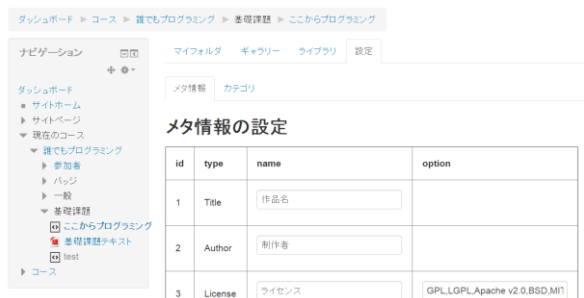 ダッシュボード ▶ コース ▶ 誰でもプログラミング ▶ 基礎課題 ▶ ここからプログラミング
ナビゲーション
ダッシュボード
サイトホーム
サイトページ
現在のコース
誰でもプログラミング
参加者
バッジ
一般
基礎課題
ここからプログラミング
基礎課題テキスト
test
コース
マイフォルダ ギャラリー ライブラリ 設定
メタ情報 カテゴリ
メタ情報の設定
id type name option
1 Title 作品名
2 Author 制作者
3 License ライセンス GPL,LGPL,Apache v2.0,BSD,MIT